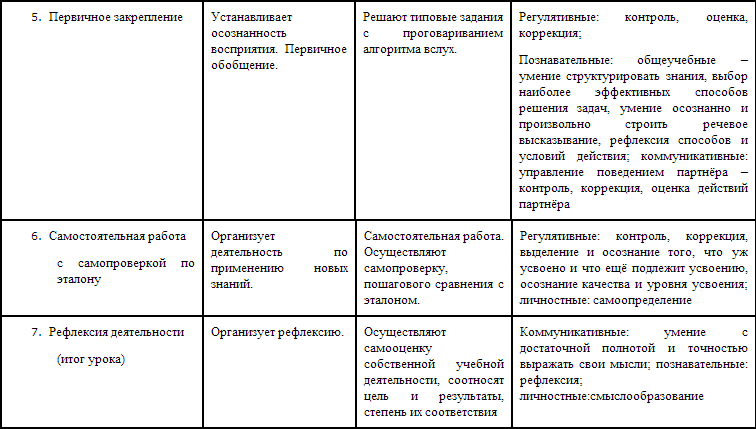 5. Первичное закрепление
Устанавливает
осознанность
восприятия. Первичное
обобщение.
Решают типовые задания
с проговариванием
алгоритма вслух.
Регулятивные: контроль, оценка,
коррекция;
Познавательные: общеучебные –
умение структурировать знания, выбор
наиболее эффективных способов
решения задач, умение осознанно и
произвольно строить речевое
высказывание, рефлексия способов и
условий действия; коммуникативные:
управление поведением партнёра –
контроль, коррекция, оценка действий
партнёра
6. Самостоятельная работа
с самопроверкой по
эталону
Организует
деятельность по
применению новых
знаний.
Самостоятельная работа.
Осуществляют
самопроверку,
пошагового сравнения с
эталоном.
Регулятивные: контроль, коррекция,
выделение и осознание того, что уж
усвоено и что ещё подлежит усвоению,
осознание качества и уровня усвоения;
личностные: самоопределение
7. Рефлексия деятельности
(итог урока)
Организует рефлексию.
Осуществляют
самооценку
собственной учебной
деятельности, соотносят
цель и результаты,
степень их соответствия
Коммуникативные: умение с
достаточной полнотой и точностью
выражать свои мысли; познавательные:
рефлексия;
личностные:смыслообразование